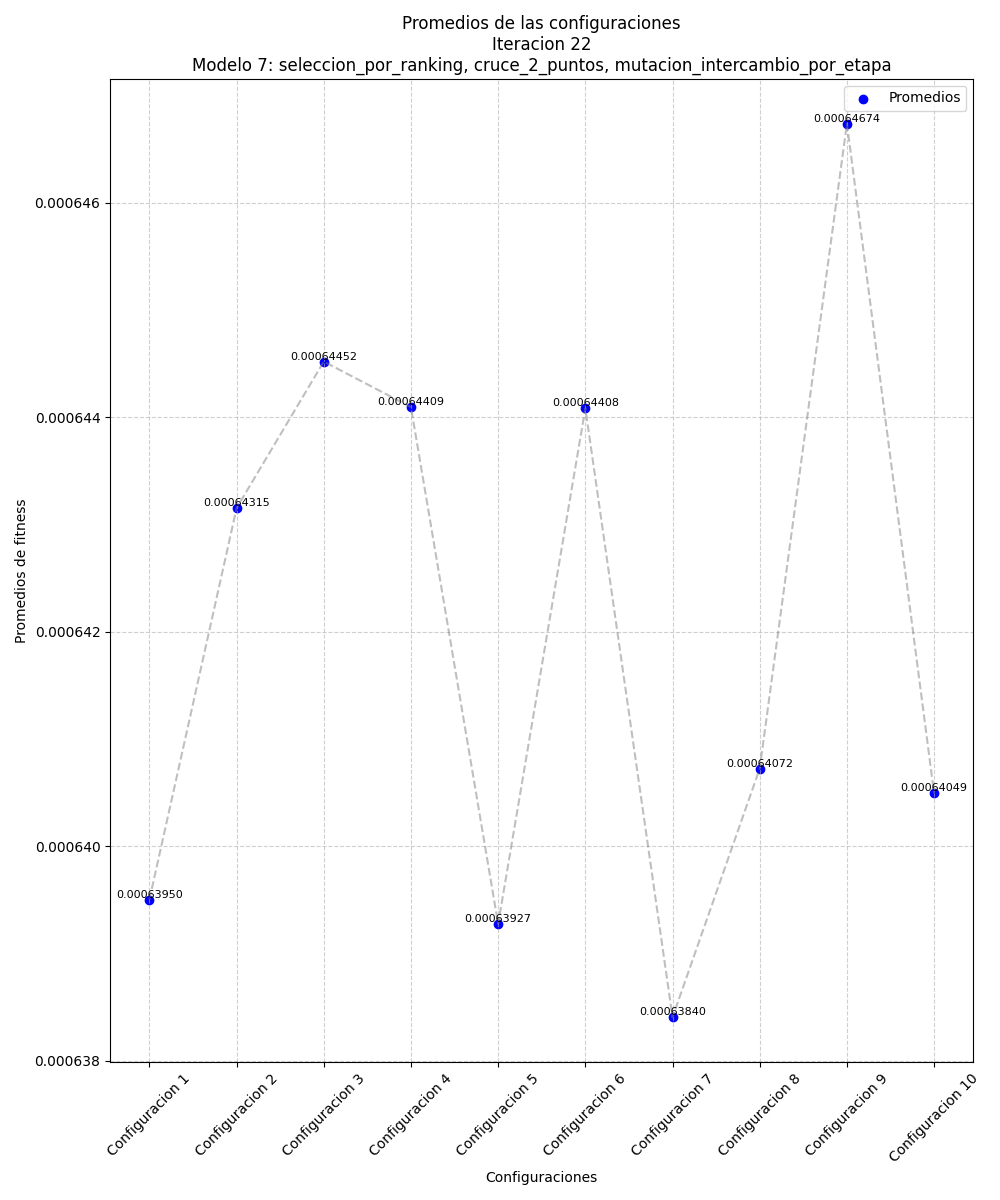 Promedios de las configuraciones
Iteracion 22
Modelo 7: seleccion_por_ranking, cruce_2_puntos, mutacion_intercambio_por_etapa
Promedios
0.00064674
0.000646
0.00064452
0.00064409
0.00064408
0.000644
0.00064315
Promedios de fitness
0.000642
0.00064072
0.00064049
0.000640
0.00063950
0.00063927
0.00063840
0.000638
Configuracion 1
Configuracion 2
Configuracion 3
Configuracion 4
Configuracion 5
Configuracion 6
Configuracion 7
Configuracion 8
Configuracion 9
Configuracion 10
Configuraciones